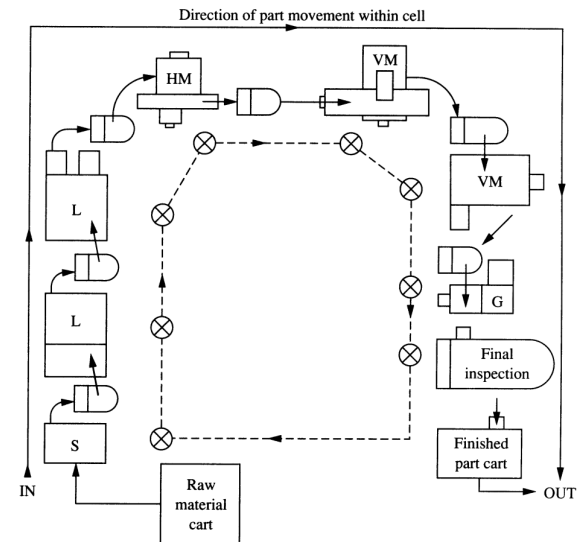 Direction of part movement within cell
HM
VM
L
VM
L
G
Final
inspection
S
Finished
part cart
IN
Raw
material
cart
OUT